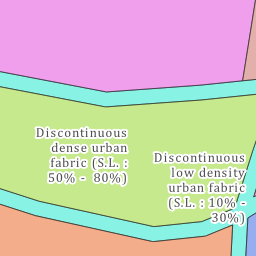 Discontinuous
dense urban
fabric (S.L. :
50% -  80%)
Discontinuous
low density
urban fabric
(S.L. : 10% -
30%)